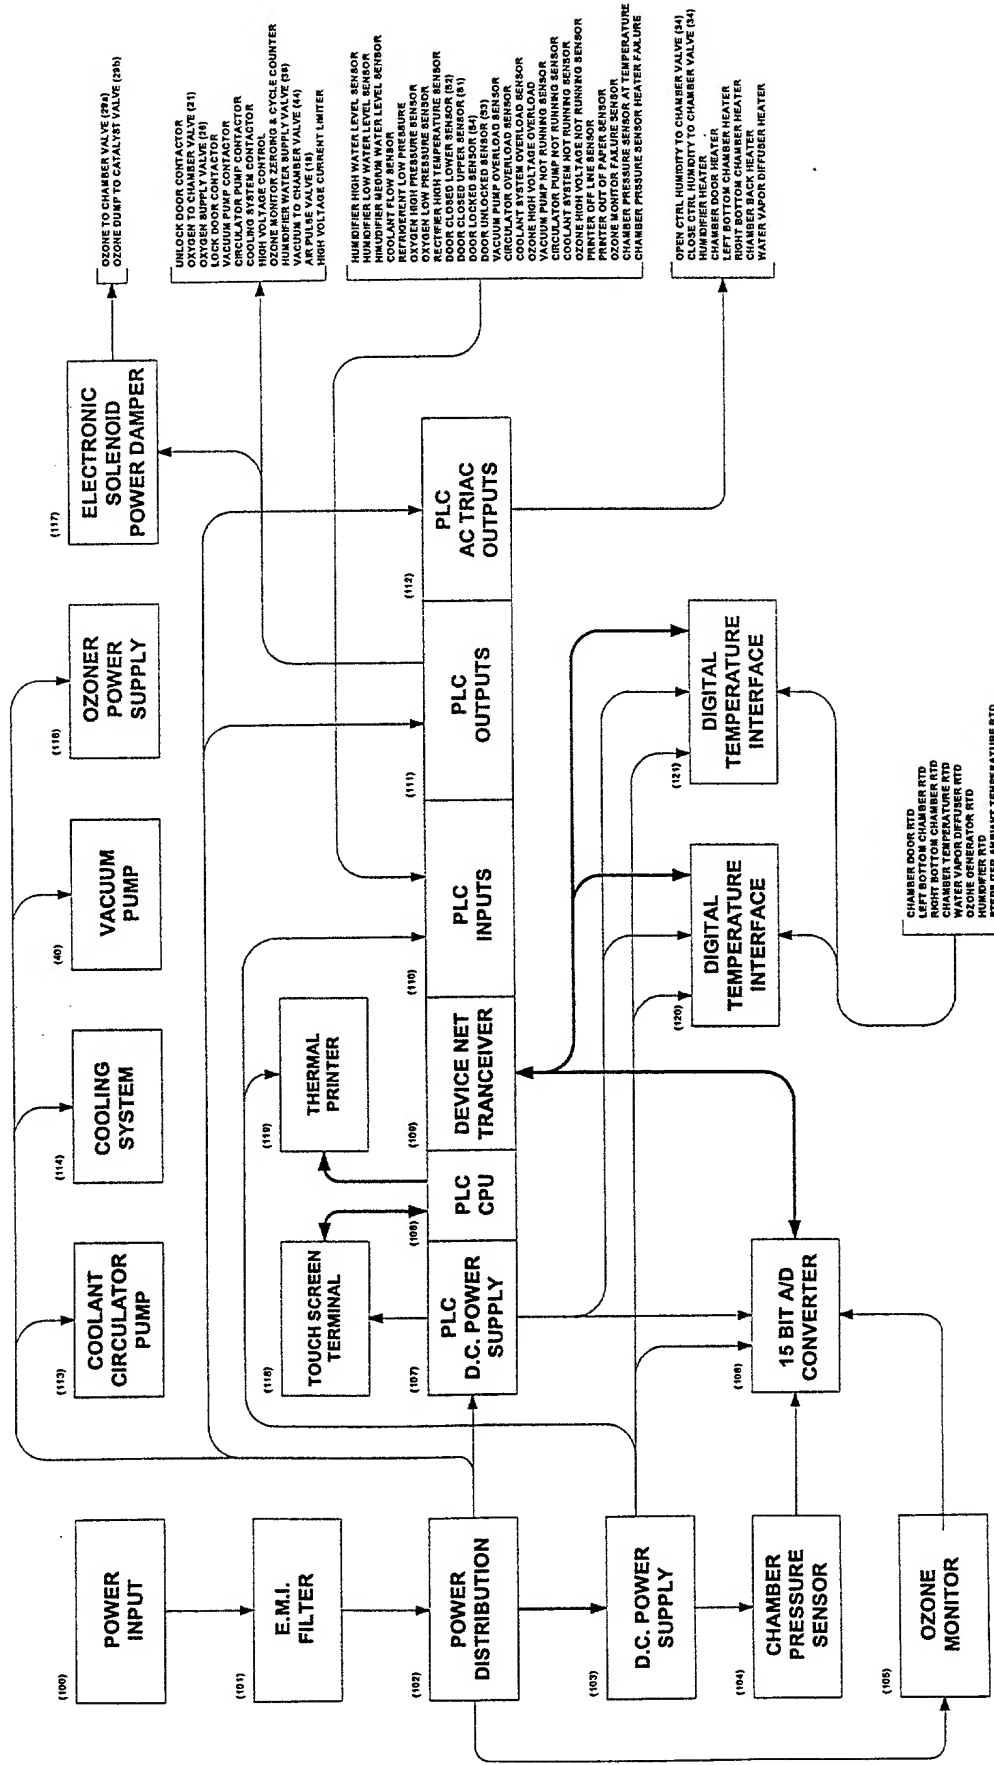 (100)
POWER
INPUT
(101)
E.M.I.
FILTER
(102)
POWER
DISTRIBUTION
(103)
D.C. POWER
SUPPLY
(104)
CHAMBER
PRESSURE
SENSOR
(105)
OZONE
MONITOR
(113)
COOLANT
CIRCULATOR
PUMP
(114)
COOLING
SYSTEM
(40)
VACUUM
PUMP
(116)
OZONER
POWER
SUPPLY
(117)
ELECTRONIC
SOLENOID
POWER DAMPER
(118)
TOUCH SCREEN
TERMINAL
(119)
THERMAL
PRINTER
(107)
PLC
D.C. POWER
SUPPLY
(108)
PLC
CPU
(109)
DEVICE NET
TRANCEIVER
(110)
PLC
INPUTS
(111)
PLC
OUTPUTS
(112)
PLC
AC TRIAC
OUTPUTS
(106)
15 BIT A/D
CONVERTER
(120)
DIGITAL
TEMPERATURE
INTERFACE
(121)
DIGITAL
TEMPERATURE
INTERFACE
OZONE TO CHAMBER VALVE (29a)
OZONE DUMP TO CATALYST VALVE (29b)
UNLOCK DOOR CONTACTOR
OXYGEN TO CHAMBER VALVE (21)
OXYGEN SUPPLY VALVE (26)
LOCK DOOR CONTACTOR
VACUUM PUMP CONTACTOR
CIRCULATOR PUMP CONTACTOR
COOLING SYSTEM CONTACTOR
HIGH VOLTAGE CONTROL
OZONE MONITOR ZEROING & CYCLE COUNTER
HUMIDIFIER WATER SUPPLY VALVE (36)
VACUUM TO CHAMBER VALVE (44)
AIR PULSE VALVE (18)
HIGH VOLTAGE CURRENT LIMITER
HUMIDIFIER HIGH WATER LEVEL SENSOR
HUMIDIFIER LOW WATER LEVEL SENSOR
HIMUDIFIER MEDIUM WATER LEVEL SENSOR
COOLANT FLOW SENSOR
REFRIGERENT LOW PRESSURE
OXYGEN HIGH PRESSURE SENSOR
OXYGEN LOW PRESSURE SENSOR
RECTIFIER HIGH TEMPERATURE SENSOR
DOOR CLOSED LOWER SENSOR (S2)
DOOR CLOSED UPPER SENSOR (S1)
DOOR LOCKED SENSOR (S4)
DOOR UNLOCKED SENSOR (S3)
VACUUM PUMP OVERLOAD SENSOR
CIRCULATOR OVERLOAD SENSOR
COOLANT SYSTEM OVERLOAD SENSOR
OZONE HIGH VOLTAGE OVERLOAD
VACUUM PUMP NOT RUNNING SENSOR
CIRCULATOR PUMP NOT RUNNING SENSOR
COOLANT SYSTEM NOT RUNNING SENSOR
OZONE HIGH VOLTAGE NOT RUNNING SENSOR
PRINTER OFF LINE SENSOR
PRINTER OUT OF PAPER SENSOR
OZONE MONITOR FAILURE SENSOR
CHAMBER PRESSURE SENSOR AT TEMPERATURE
CHAMBER PRESSURE SENSOR HEATER FAILURE
OPEN CTRL HUMIDITY TO CHAMBER VALVE (34)
CLOSE CTRL HUMIDITY TO CHAMBER VALVE (34)
HUMIDIFIER HEATER
CHAMBER DOOR HEATER
LEFT BOTTOM CHAMBER HEATER
RIGHT BOTTOM CHAMBER HEATER
CHAMBER BACK HEATER
WATER VAPOR DIFFUSER HEATER
CHAMBER DOOR RTD
LEFT BOTTOM CHAMBER RTD
RIGHT BOTTOM CHAMBER RTD
CHAMBER TEMPERATURE RTD
WATER VAPOR DIFFUSER RTD
OZONE GENERATOR RTD
HUMIDIFIER RTD